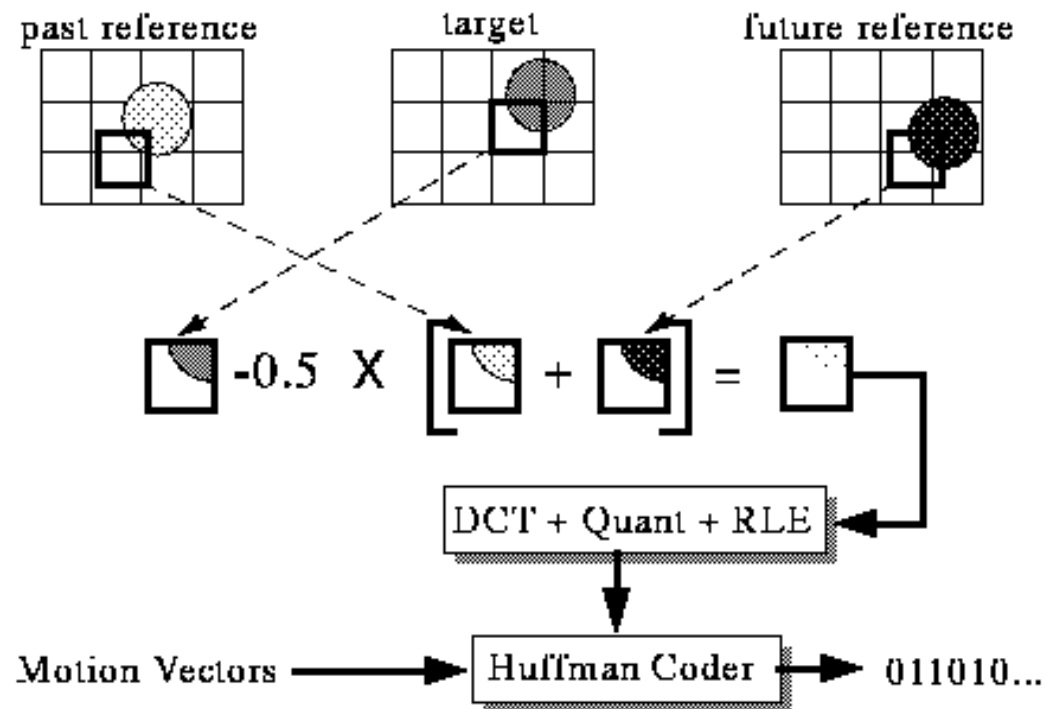 past reference
target
future reference
-0.5 X [ + ] =
DCT + Quant + RLE
Motion Vectors
Huffman Coder
011010...